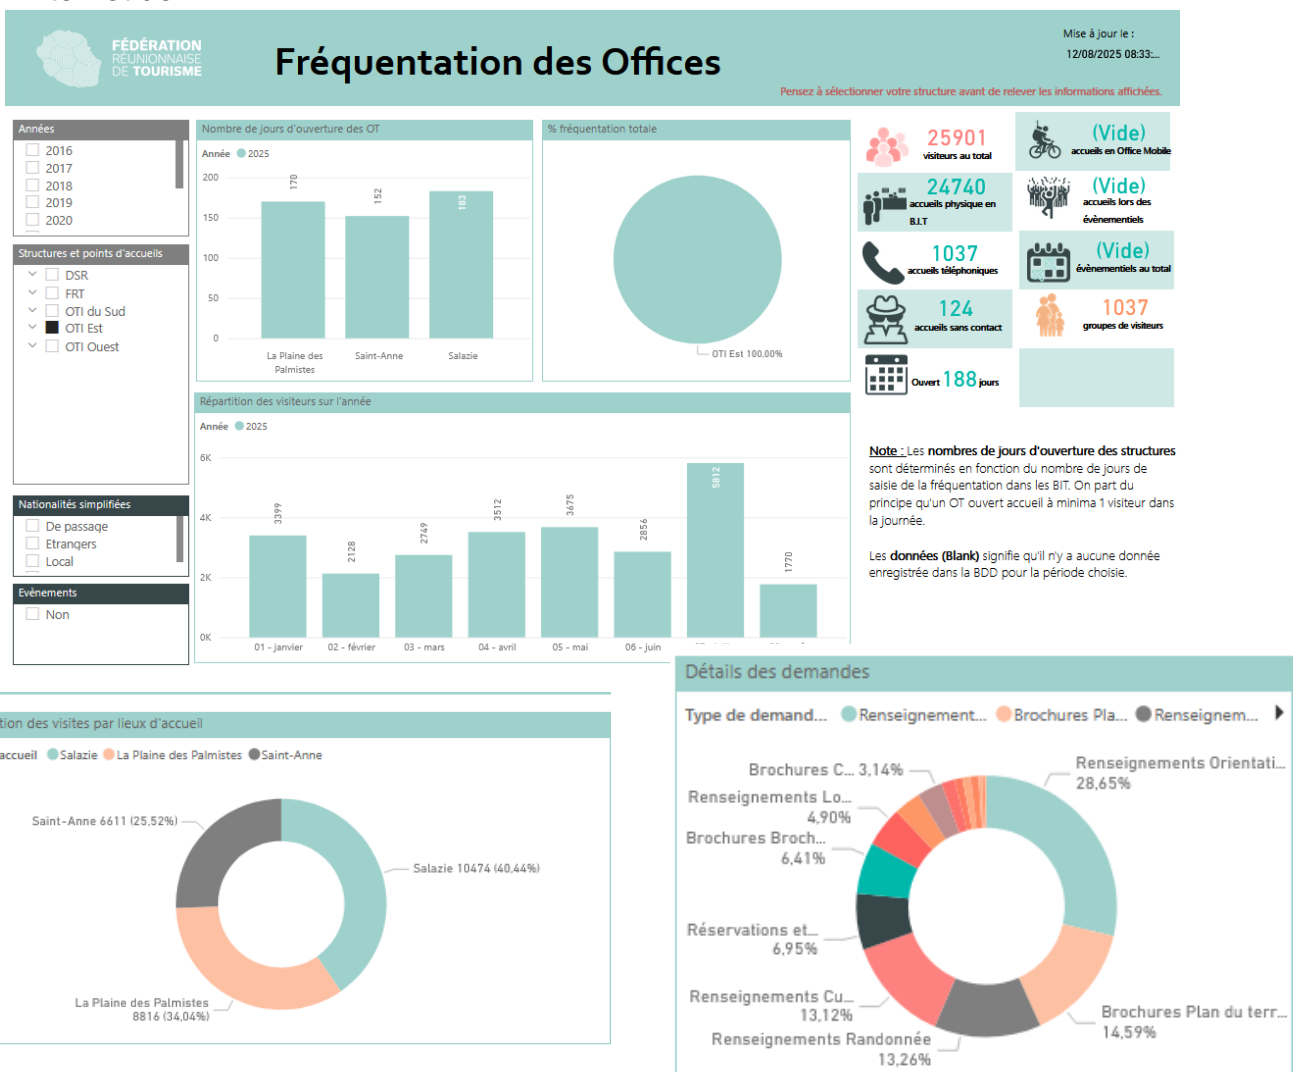 FÉDÉRATION
RÉUNIONNAISE
DE TOURISME
Fréquentation des Offices
Mise à jour le :
12/08/2025 08:33:...
Pensez à sélectionner votre structure avant de relever les informations affichées.
Années
2016
2017
2018
2019
2020
Structures et points d'accueils
DSR
FRT
OTI du Sud
OTI Est
OTI Ouest
Nationalités simplifiées
De passage
Etrangers
Local
Evènements
Non
Nombre de jours d'ouverture des OT
Année 2025
200
150
100
50
0
170
152
183
La Plaine des
Palmistes
Saint-Anne
Salazie
% fréquentation totale
OTI Est 100,00%
25901
visiteurs au total
(Vide)
accueils en Office Mobile
24740
accueils physique en
B.I.T
(Vide)
accueils lors des
évènementiels
1037
accueils téléphoniques
(Vide)
évènementiels au total
124
accueils sans contact
1037
groupes de visiteurs
Ouvert 188 jours
Répartition des visiteurs sur l'année
Année 2025
6K
4K
2K
0K
3399
2128
2749
3512
3675
2856
5812
1770
01 - janvier
02 - février
03 - mars
04 - avril
05 - mai
06 - juin
Note : Les nombres de jours d'ouverture des structures
sont déterminés en fonction du nombre de jours de
saisie de la fréquentation dans les BIT. On part du
principe qu'un OT ouvert accueil à minima 1 visiteur dans
la journée.
Les données (Blank) signifie qu'il n'y a aucune donnée
enregistrée dans la BDD pour la période choisie.
tion des visites par lieux d'accueil
accueil Salazie La Plaine des Palmistes Saint-Anne
Saint-Anne 6611 (25,52%)
Salazie 10474 (40,44%)
La Plaine des Palmistes
8816 (34,04%)
Détails des demandes
Type de demand... Renseignement... Brochures Pla... Renseignem...
Brochures C... 3,14%
Renseignements Lo...
4,90%
Brochures Broch...
6,41%
Réservations et...
6,95%
Renseignements Cu...
13,12%
Renseignements Randonnée
13,26%
Renseignements Orientati...
28,65%
Brochures Plan du terr...
14,59%